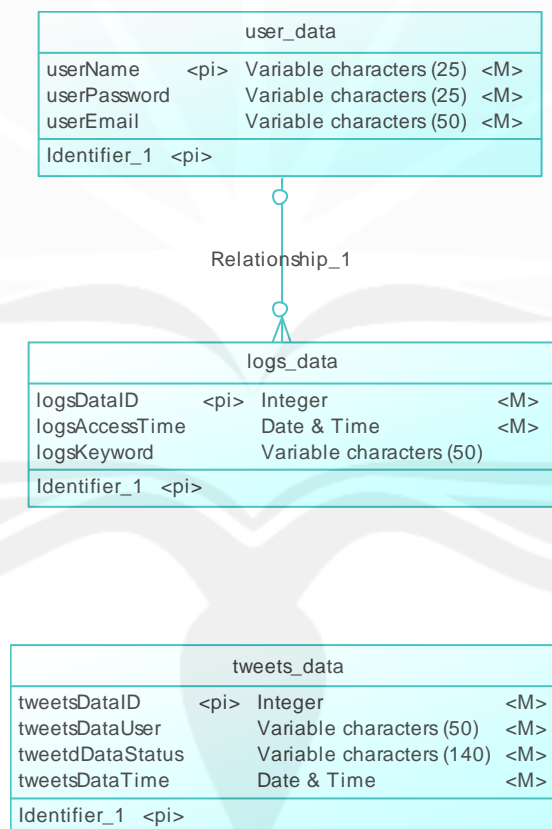 user_data
userName <pi> Variable characters (25) <M>
userPassword Variable characters (25) <M>
userEmail Variable characters (50) <M>
Identifier_1 <pi>
Relationship_1
logs_data
logsDataID <pi> Integer <M>
logsAccessTime Date & Time <M>
logsKeyword Variable characters (50)
Identifier_1 <pi>
tweets_data
tweetsDataID <pi> Integer <M>
tweetsDataUser Variable characters (50) <M>
tweetdDataStatus Variable characters (140) <M>
tweetsDataTime Date & Time <M>
Identifier_1 <pi>